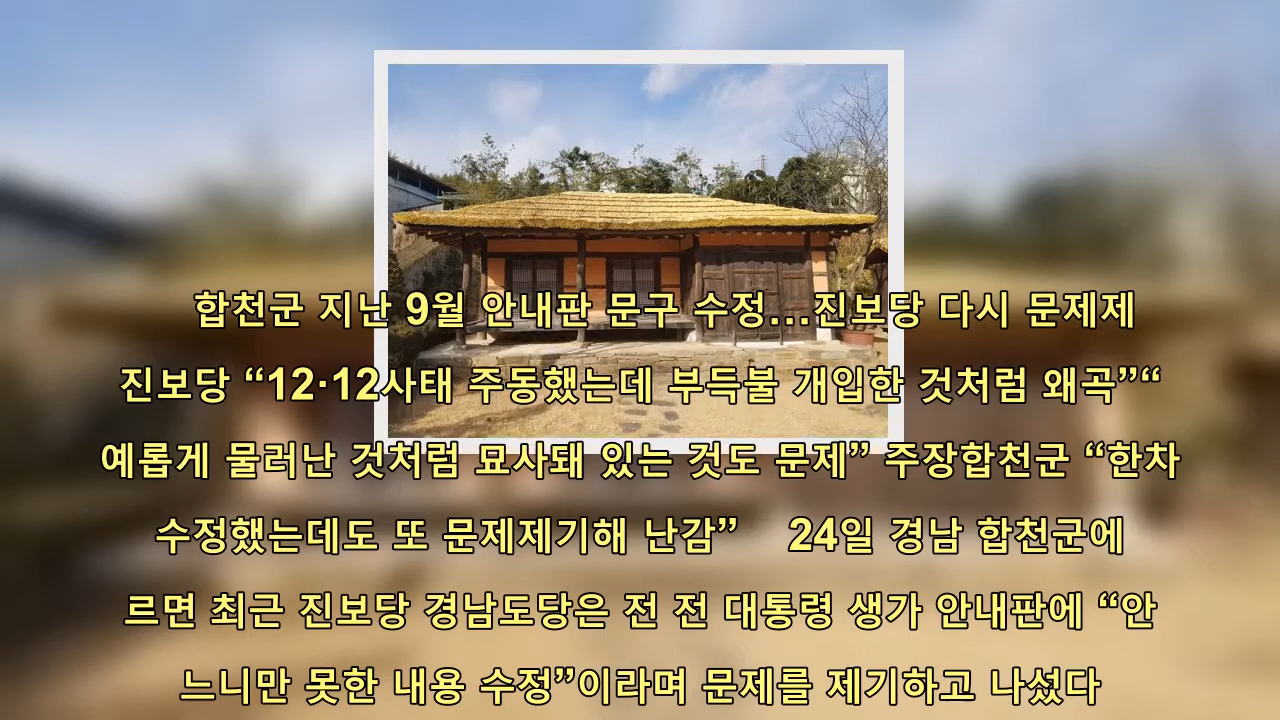 합천군 지난 9월 안내판 문구 수정...진보당 다시 문제제
진보당 “12·12사태 주동했는데 부득불 개입한 것처럼 왜곡”“
예롭게 물러난 것처럼 묘사돼 있는 것도 문제” 주장합천군 “한차
수정했는데도 또 문제제기해 난감” 24일 경남 합천군에
르면 최근 진보당 경남도당은 전 전 대통령 생가 안내판에 “안
느니만 못한 내용 수정”이라며 문제를 제기하고 나섰다